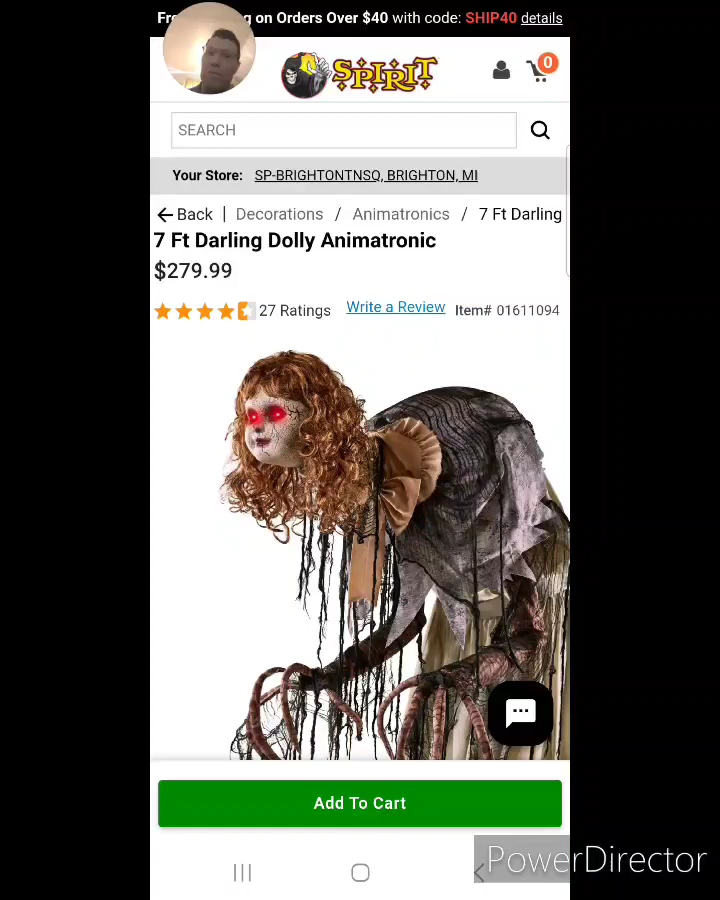 on Orders Over $40 with code: SHIP40 details
SPIRIT
0
SEARCH
Your Store: SP-BRIGHTONTNSQ, BRIGHTON, MI
Back | Decorations / Animatronics / 7 Ft Darling
7 Ft Darling Dolly Animatronic
$279.99
27 Ratings Write a Review Item# 01611094
Add To Cart
PowerDirector